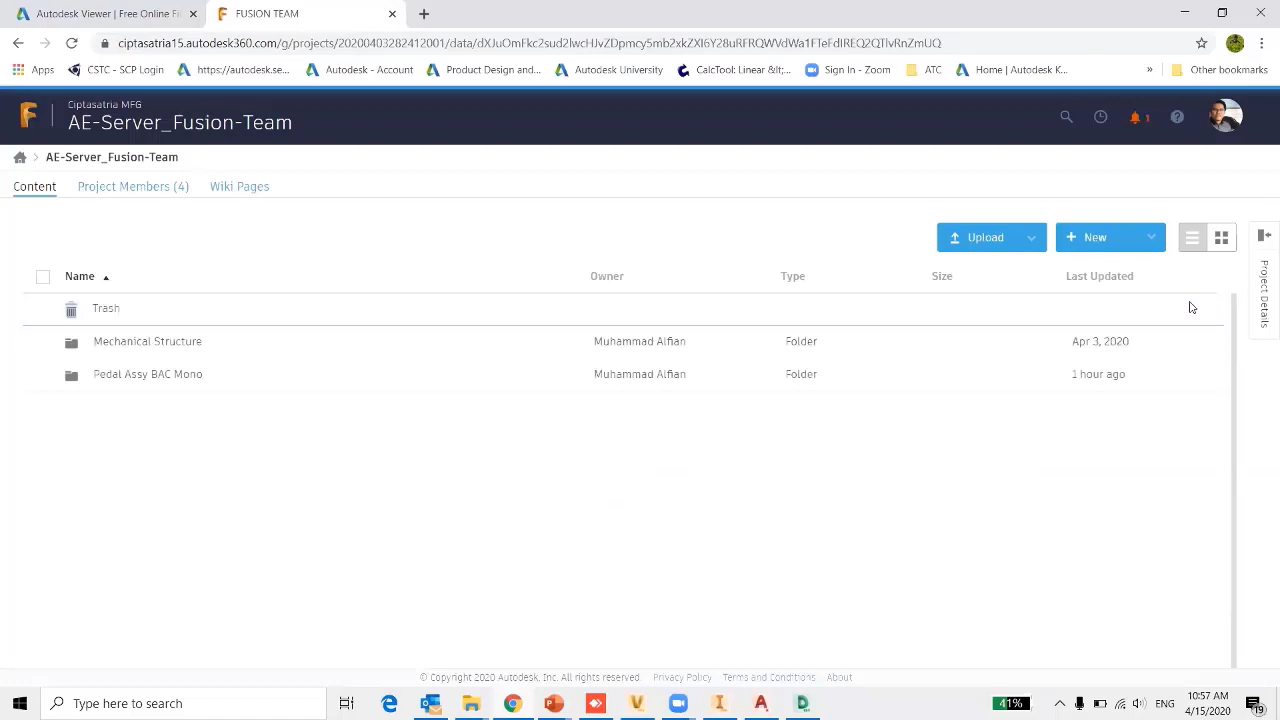 Autodesk Viewer | Free Online Fil
FUSION TEAM
ciptasatria15.autodesk360.com/g/projects/20200403282412001/data/
Apps
CSTC - SCP Login
https://autodesk.se...
Autodesk - Account
Product Design and...
Autodesk University
Calcitool: Linear &lt;...
Sign In - Zoom
ATC
Home | Autodesk K...
»
Other bookmarks
Ciptasatria MFG
AE-Server_Fusion-Team
1
AE-Server_Fusion-Team
Content Project Members (4) Wiki Pages
Upload + New
Project Details
Name Owner Type Size Last Updated
Trash
Mechanical Structure Muhammad Alfian Folder Apr 3, 2020
Pedal Assy BAC Mono Muhammad Alfian Folder 1 hour ago
© Copyright 2020 Autodesk, Inc. All rights reserved. Privacy Policy Terms and Conditions About
Type here to search
41%
ENG
10:57 AM
4/15/2020
19